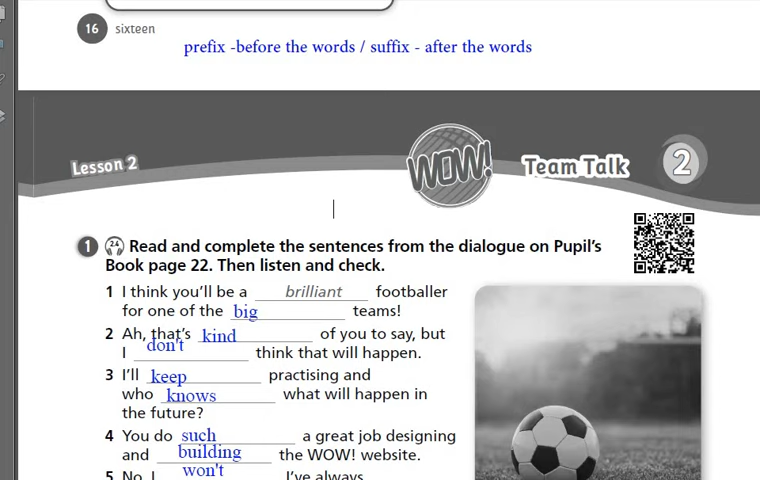 16 sixteen
prefix -before the words / suffix - after the words
Lesson 2
WOW!
Team Talk 2
1 2.4 Read and complete the sentences from the dialogue on Pupil's
Book page 22. Then listen and check.
1 I think you'll be a brilliant footballer
for one of the big teams!
2 Ah, that's kind of you to say, but
I don't think that will happen.
3 I'll keep practising and
who knows what will happen in
the future?
4 You do such a great job designing
and building the WOW! website.
5 No, I won't I've always